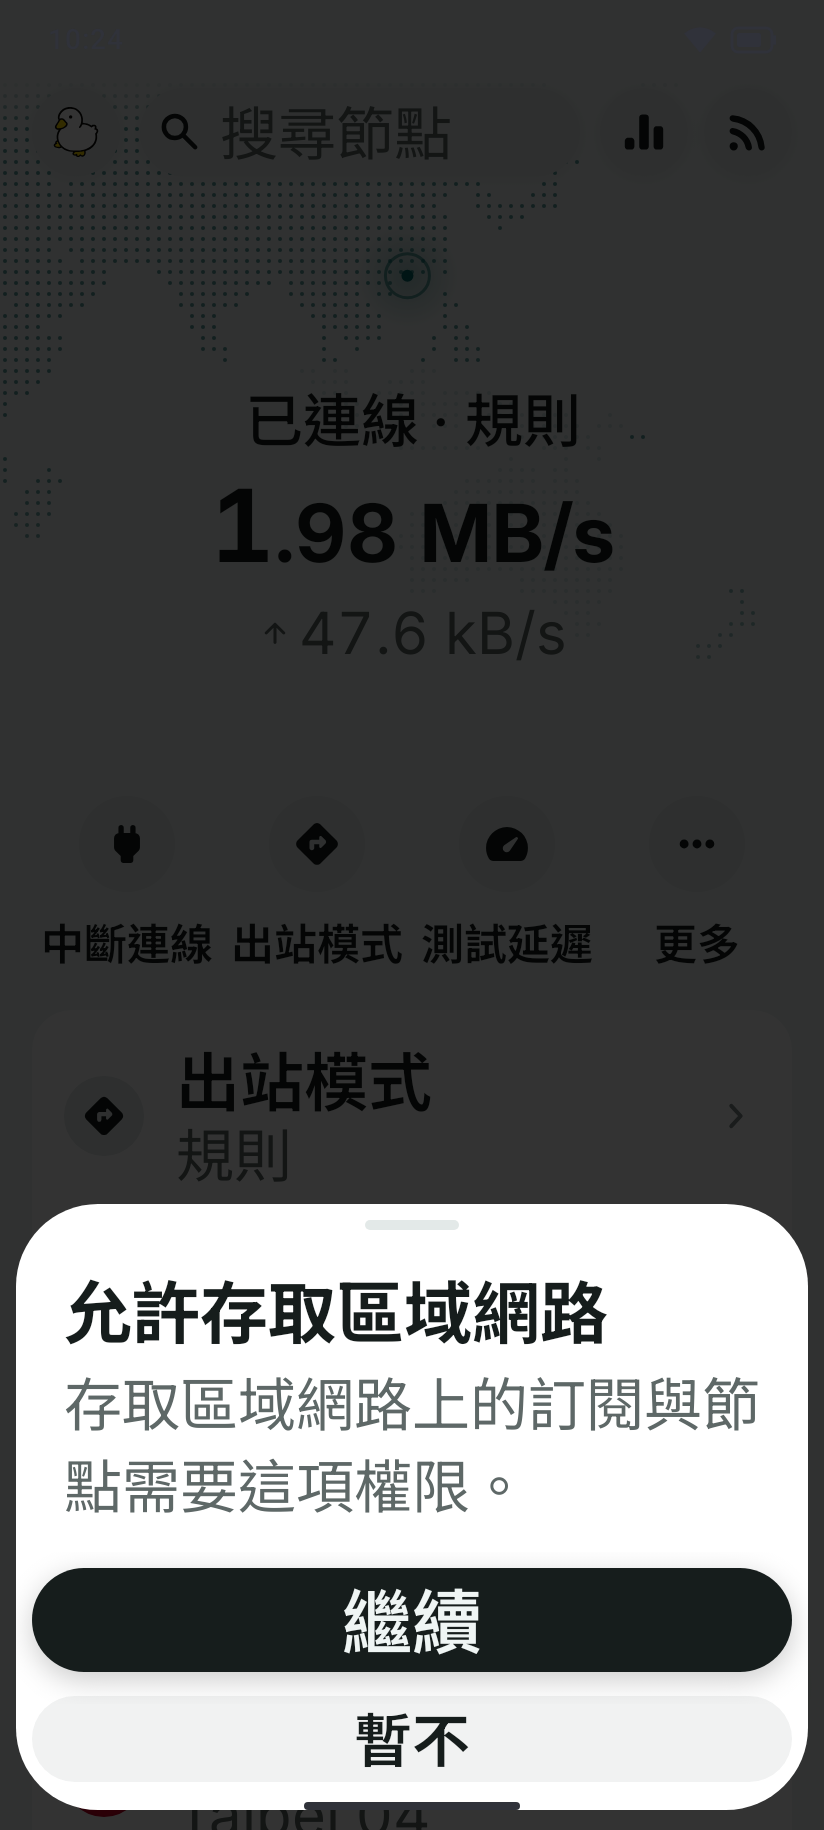 搜尋節點
已連線 · 規則
1.98 MB/s
↑ 47.6 kB/s
中斷連線 出站模式 測試延遲 更多
出站模式
規則
允許存取區域網路
存取區域網路上的訂閱與節
點需要這項權限。
繼續
暫不
Taipei 04